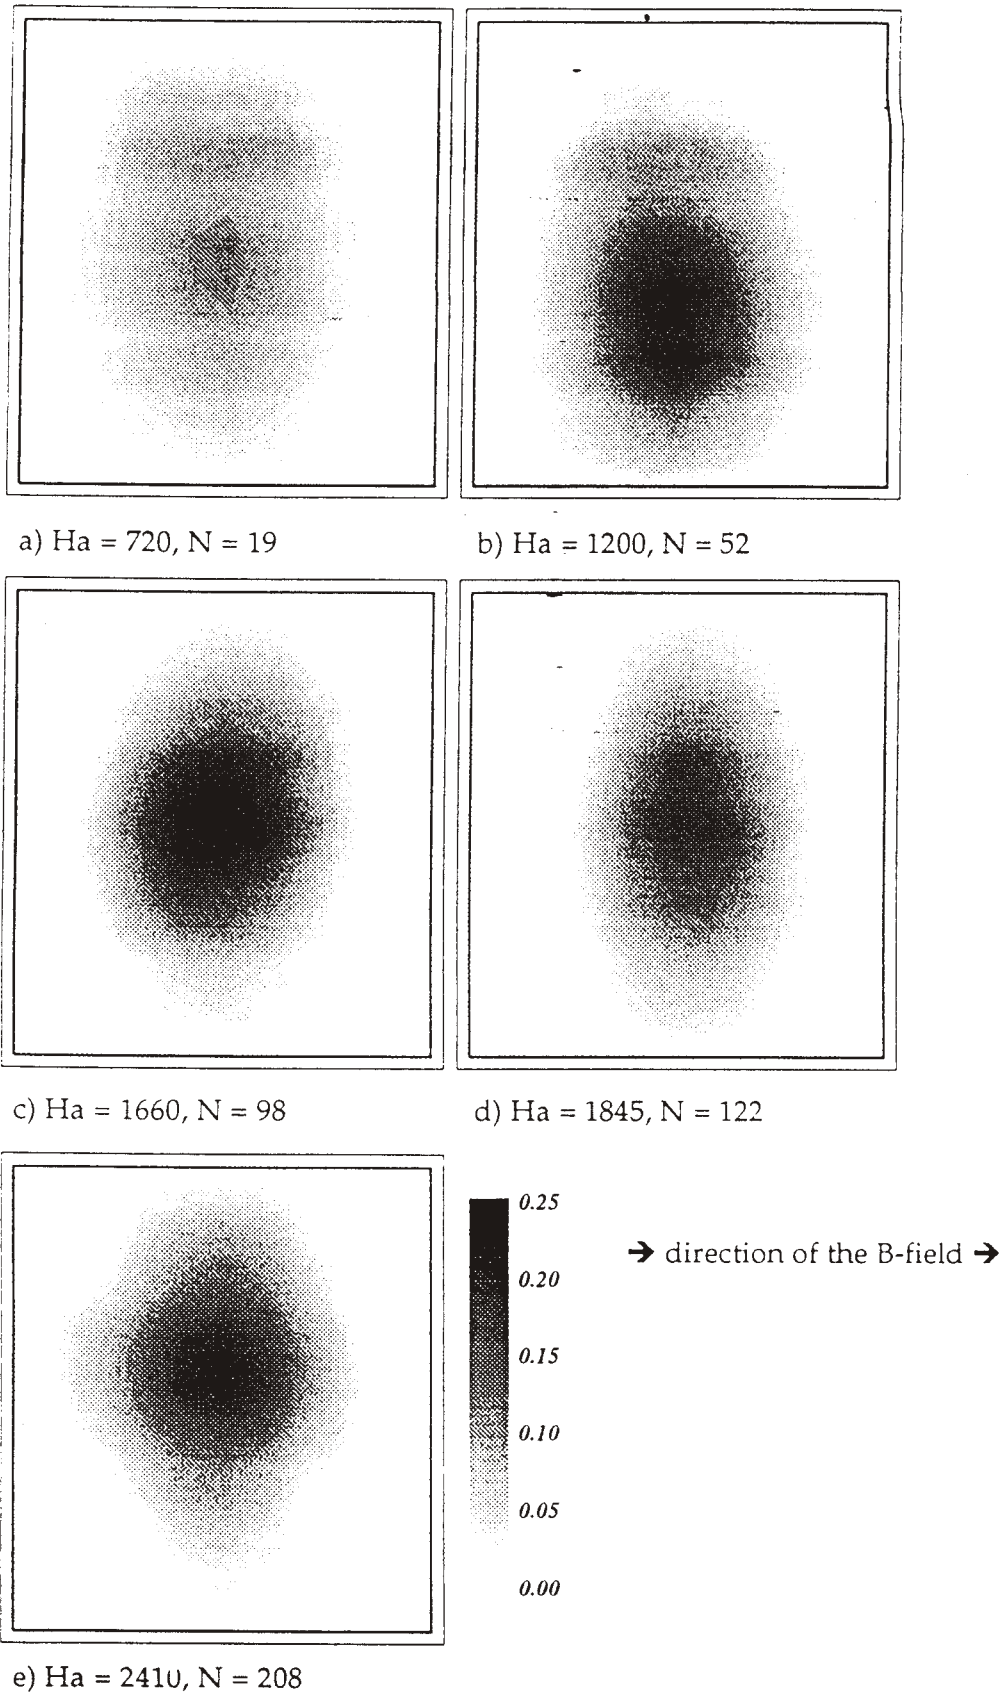 a) Ha = 720, N = 19
b) Ha = 1200, N = 52
c) Ha = 1660, N = 98
d) Ha = 1845, N = 122
0.25
0.20
0.15
0.10
0.05
0.00
➔ direction of the B-field ➔
e) Ha = 2410, N = 208